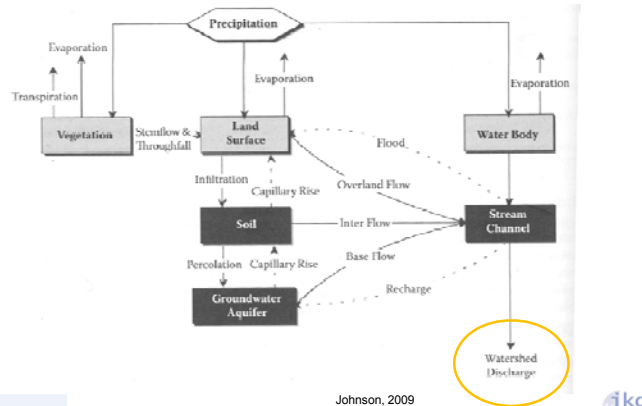 Precipitation
Evaporation
Transpiration
Evaporation
Evaporation
Vegetation
Stemflow &
Throughfall
Land
Surface
Water Body
Flood
Infiltration
Capillary Rise
Overland Flow
Soil
Inter Flow
Stream
Channel
Percolation
Capillary Rise
Base Flow
Groundwater
Aquifer
Recharge
Watershed
Discharge
Johnson, 2009